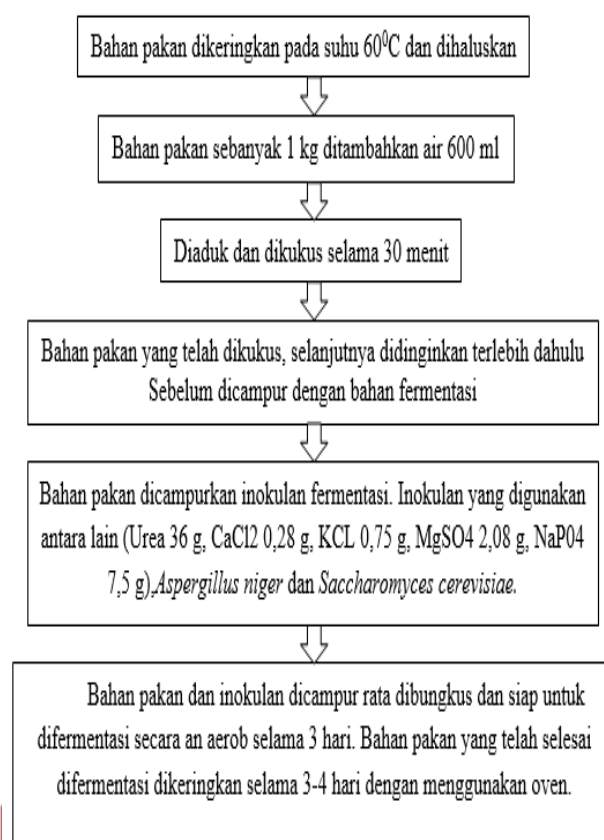 Bahan pakan dikeringkan pada suhu 60⁰C dan dihaluskan
Bahan pakan sebanyak 1 kg ditambahkan air 600 ml
Diaduk dan dikukus selama 30 menit
Bahan pakan yang telah dikukus, selanjutnya didinginkan terlebih dahulu
Sebelum dicampur dengan bahan fermentasi
Bahan pakan dicampurkan inokulan fermentasi. Inokulan yang digunakan
antara lain (Urea 36 g, CaCl2 0,28 g, KCL 0,75 g, MgSO4 2,08 g, NaP04
7,5 g),Aspergillus niger dan Saccharomyces cerevisiae.
Bahan pakan dan inokulan dicampur rata dibungkus dan siap untuk
difermentasi secara an aerob selama 3 hari. Bahan pakan yang telah selesai
difermentasi dikeringkan selama 3-4 hari dengan menggunakan oven.